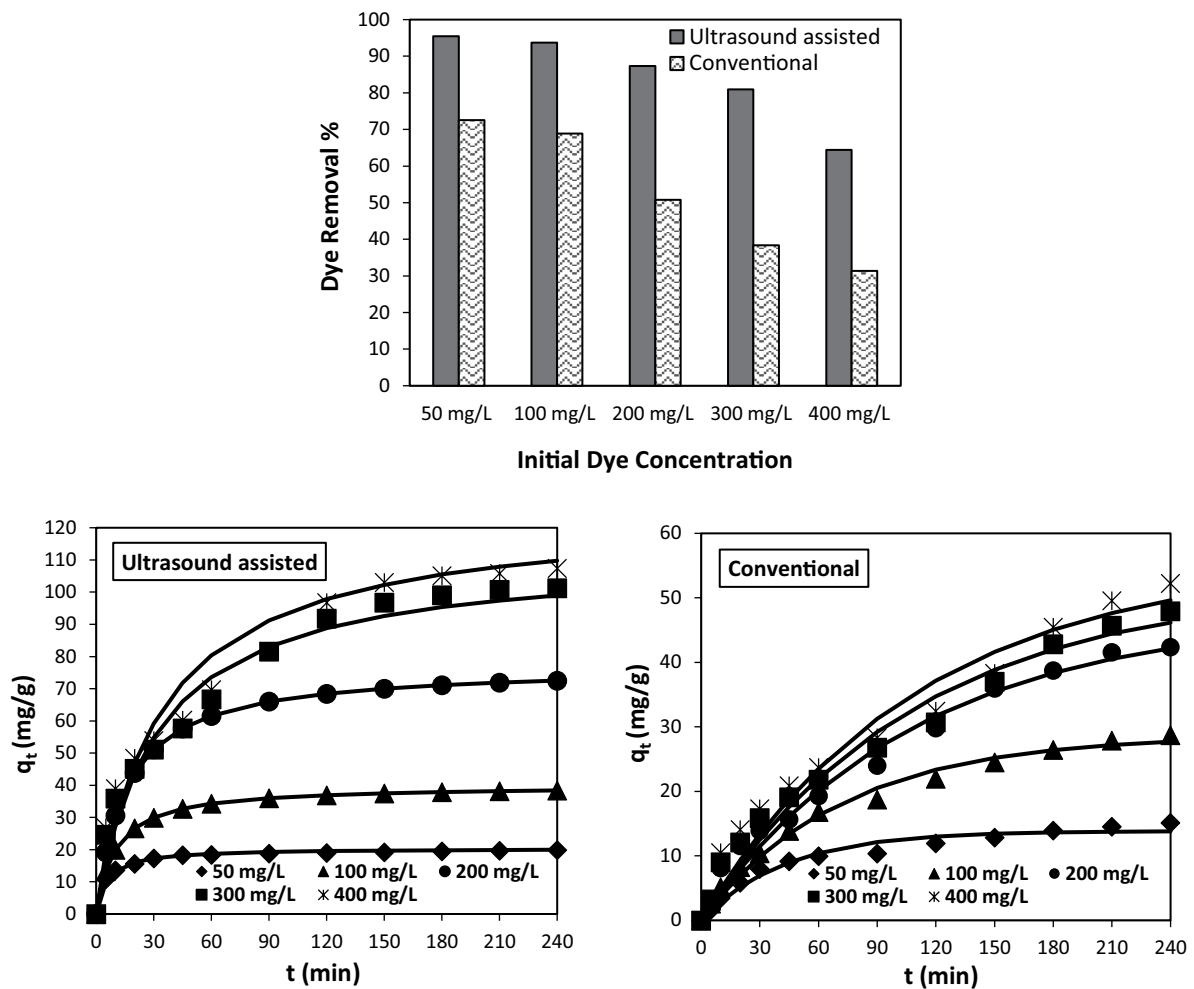 100
90
80
70
60
50
40
30
20
10
0
Dye Removal %
Ultrasound assisted
Conventional
50 mg/L 100 mg/L 200 mg/L 300 mg/L 400 mg/L
Initial Dye Concentration
120
110
100
90
80
70
60
50
40
30
20
10
0
qt (mg/g)
Ultrasound assisted
50 mg/L 100 mg/L 200 mg/L
300 mg/L 400 mg/L
0 30 60 90 120 150 180 210 240
t (min)
60
50
40
30
20
10
0
qt (mg/g)
Conventional
50 mg/L 100 mg/L 200 mg/L
300 mg/L 400 mg/L
0 30 60 90 120 150 180 210 240
t (min)